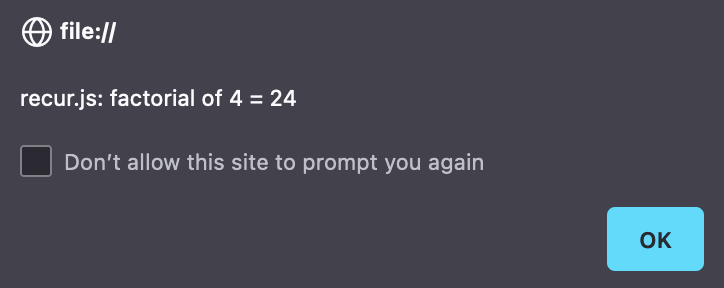 file://
recur.js: factorial of 4 = 24
Don’t allow this site to prompt you again
OK